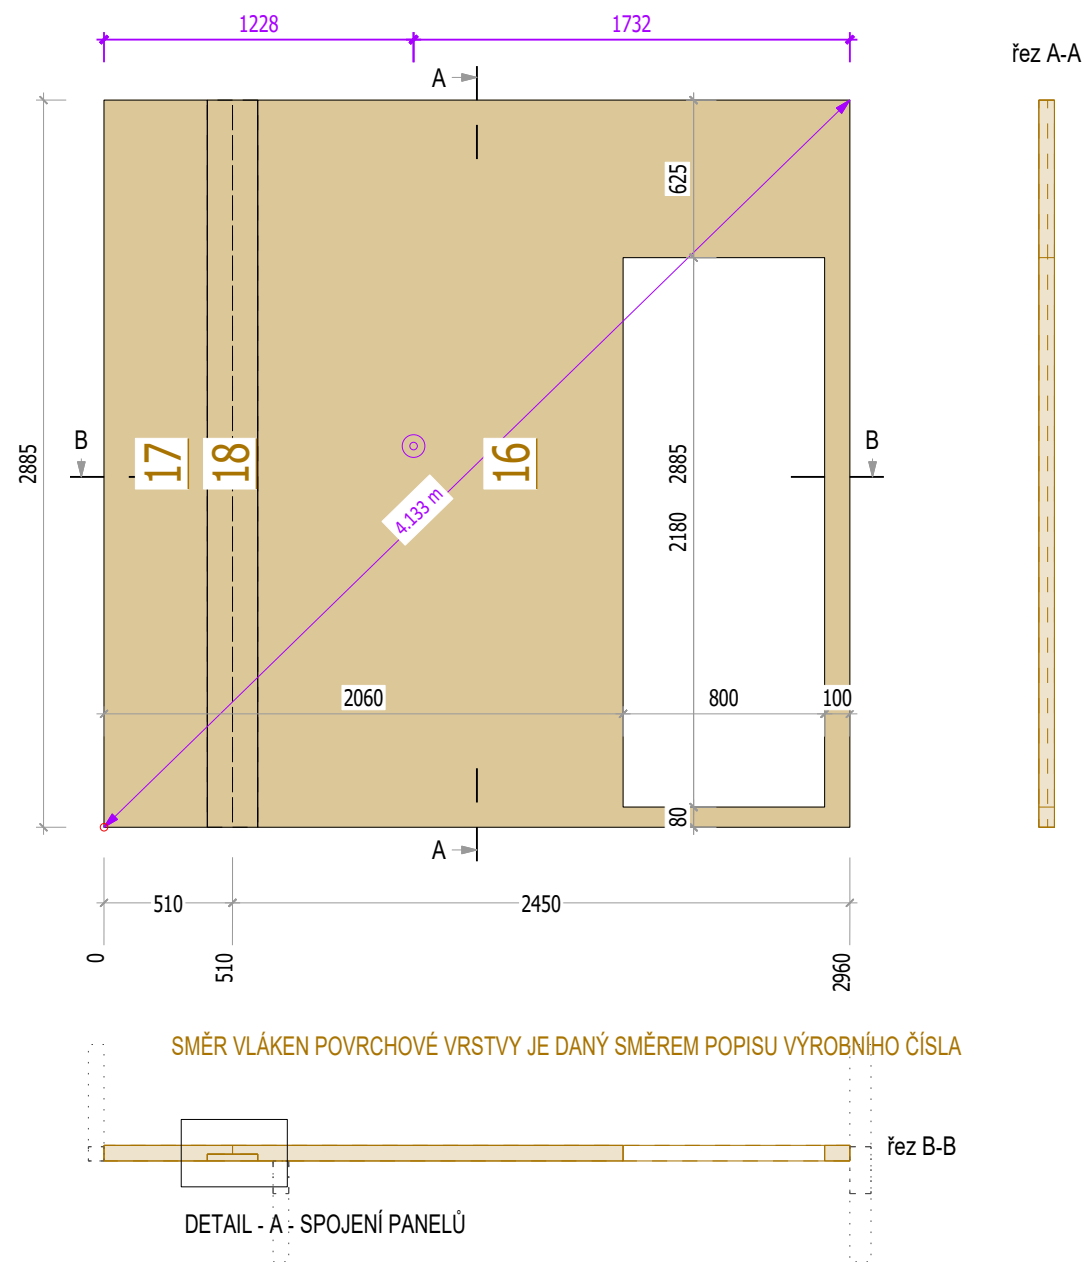 1228
1732
řez A-A
A
625
2885
B
17
18
16
2885
B
4.133 m
2180
2060
800
100
80
A
510
2450
0
510
2960
SMĚR VLÁKEN POVRCHOVÉ VRSTVY JE DANÝ SMĚREM POPISU VÝROBNÍHO ČÍSLA
řez B-B
DETAIL - A - SPOJENÍ PANELŮ